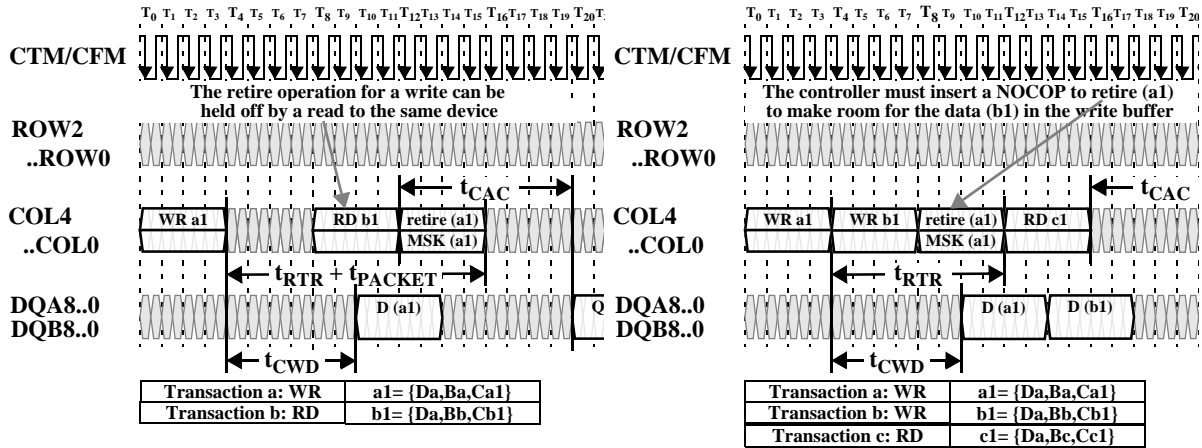 T0 T1 T2 T3 T4 T5 T6 T7 T8 T9 T10 T11 T12 T13 T14 T15 T16 T17 T18 T19 T20
CTM/CFM
The retire operation for a write can be
held off by a read to the same device
ROW2
..ROW0
tCAC
COL4
..COL0
WR a1
RD b1
retire (a1)
MSK (a1)
tRTR + tPACKET
DQA8..0
DQB8..0
D (a1)
Q
tCWD
Transaction a: WR a1= {Da,Ba,Ca1}
Transaction b: RD b1= {Da,Bb,Cb1}
T0 T1 T2 T3 T4 T5 T6 T7 T8 T9 T10 T11 T12 T13 T14 T15 T16 T17 T18 T19 T20
CTM/CFM
The controller must insert a NOCOP to retire (a1)
to make room for the data (b1) in the write buffer
ROW2
..ROW0
tCAC
COL4
..COL0
WR a1
WR b1
retire (a1)
RD c1
MSK (a1)
tRTR
DQA8..0
DQB8..0
D (a1)
D (b1)
tCWD
Transaction a: WR a1= {Da,Ba,Ca1}
Transaction b: WR b1= {Da,Bb,Cb1}
Transaction c: RD c1= {Da,Bc,Cc1}